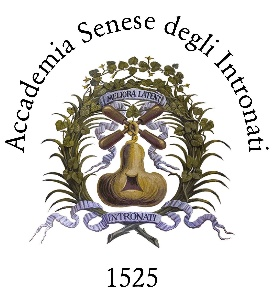 Accademia Senese degli Intronati
MELIORA LATENT
INTRONATI
1525